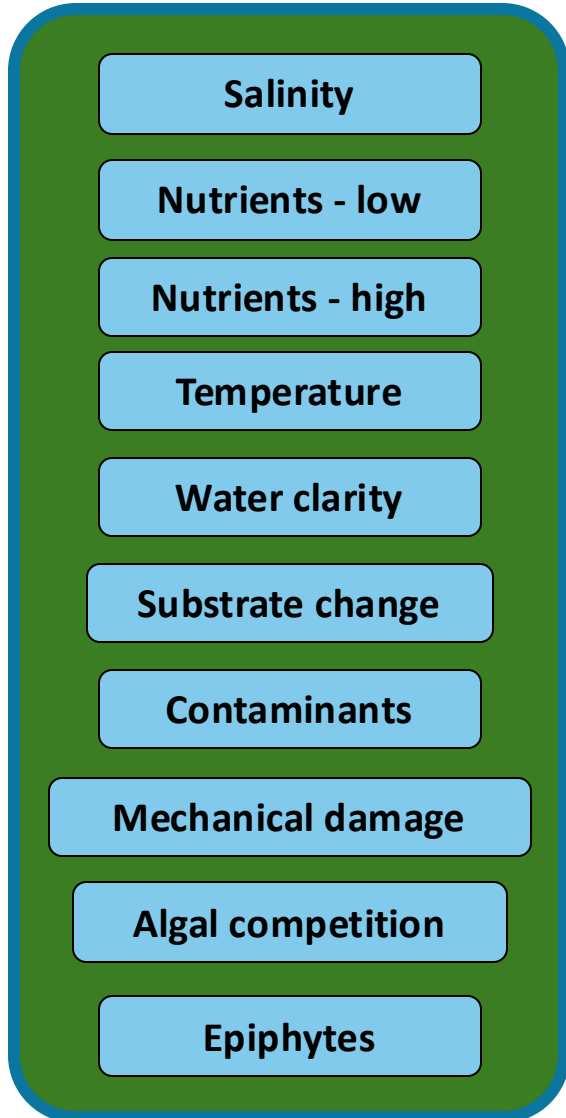 Salinity
Nutrients - low
Nutrients - high
Temperature
Water clarity
Substrate change
Contaminants
Mechanical damage
Algal competition
Epiphytes